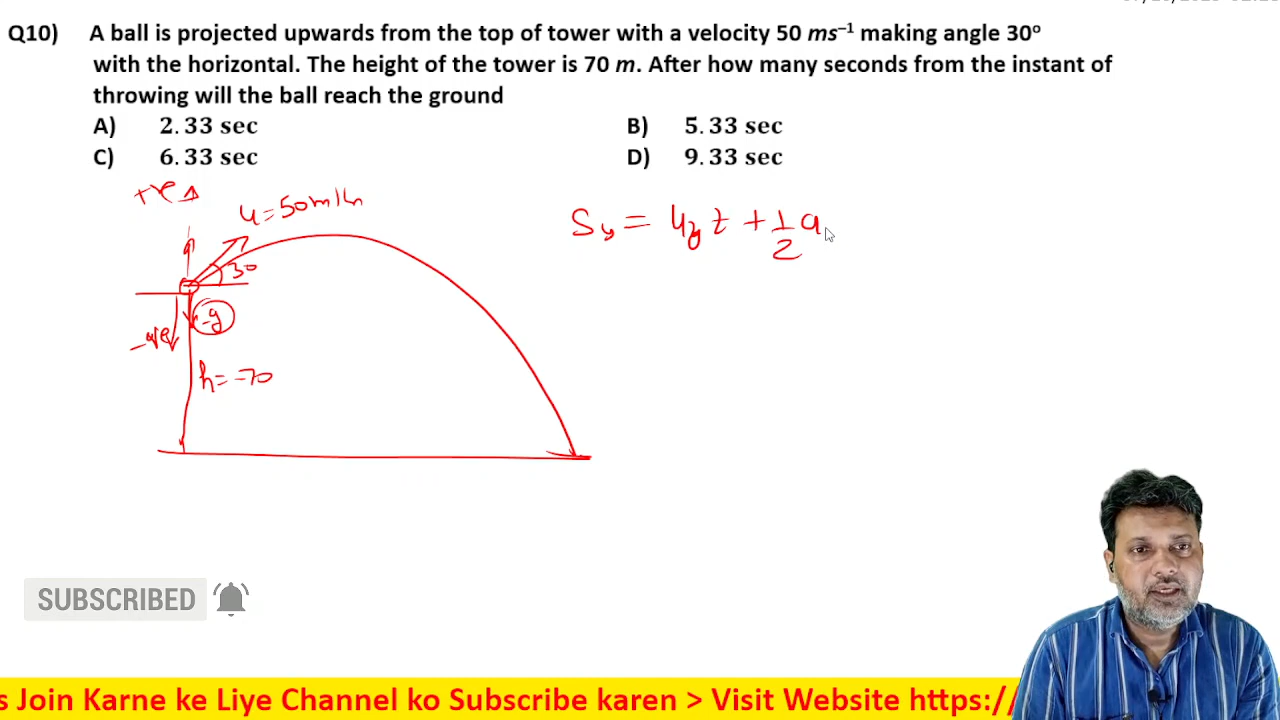 Q10) A ball is projected upwards from the top of tower with a velocity 50 ms⁻¹ making angle 30°
with the horizontal. The height of the tower is 70 m. After how many seconds from the instant of
throwing will the ball reach the ground
A) 2.33 sec B) 5.33 sec
C) 6.33 sec D) 9.33 sec
+ve
u = 50 m/s
Sy = uy t + 1/2 a
30
-g
-ve
h = -70
SUBSCRIBED
s Join Karne ke Liye Channel ko Subscribe karen > Visit Website https://